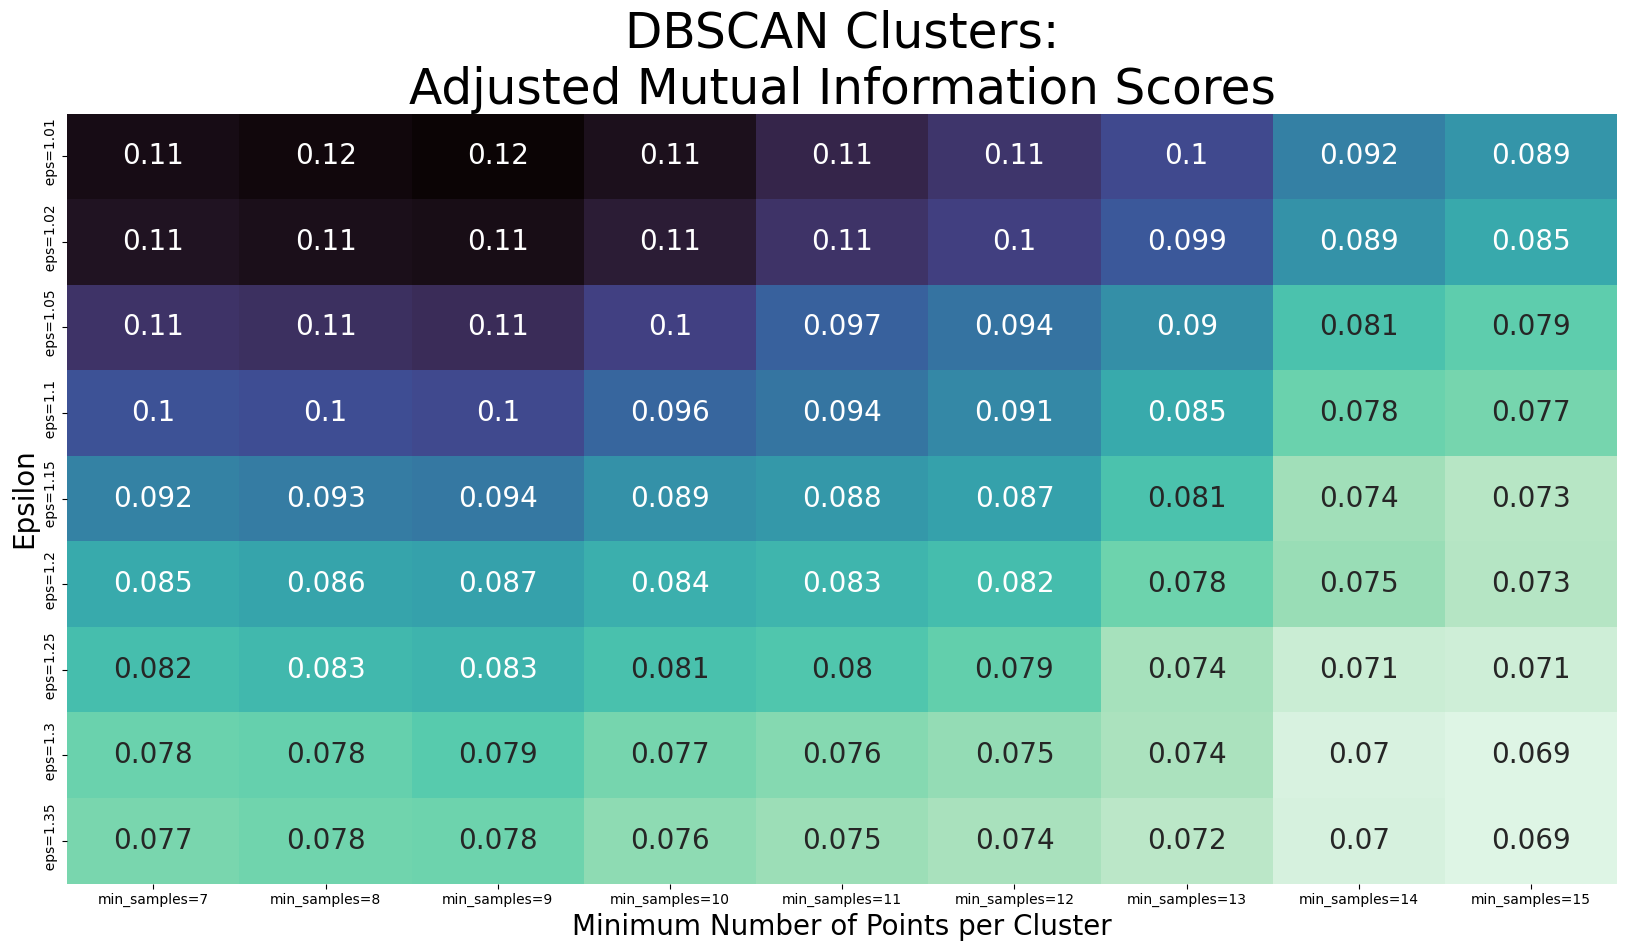 DBSCAN Clusters:
Adjusted Mutual Information Scores
Epsilon
eps=1.01 0.11 0.12 0.12 0.11 0.11 0.11 0.1 0.092 0.089
eps=1.02 0.11 0.11 0.11 0.11 0.11 0.1 0.099 0.089 0.085
eps=1.05 0.11 0.11 0.11 0.1 0.097 0.094 0.09 0.081 0.079
eps=1.1 0.1 0.1 0.1 0.096 0.094 0.091 0.085 0.078 0.077
eps=1.15 0.092 0.093 0.094 0.089 0.088 0.087 0.081 0.074 0.073
eps=1.2 0.085 0.086 0.087 0.084 0.083 0.082 0.078 0.075 0.073
eps=1.25 0.082 0.083 0.083 0.081 0.08 0.079 0.074 0.071 0.071
eps=1.3 0.078 0.078 0.079 0.077 0.076 0.075 0.074 0.07 0.069
eps=1.35 0.077 0.078 0.078 0.076 0.075 0.074 0.072 0.07 0.069
min_samples=7 min_samples=8 min_samples=9 min_samples=10 min_samples=11 min_samples=12 min_samples=13 min_samples=14 min_samples=15
Minimum Number of Points per Cluster